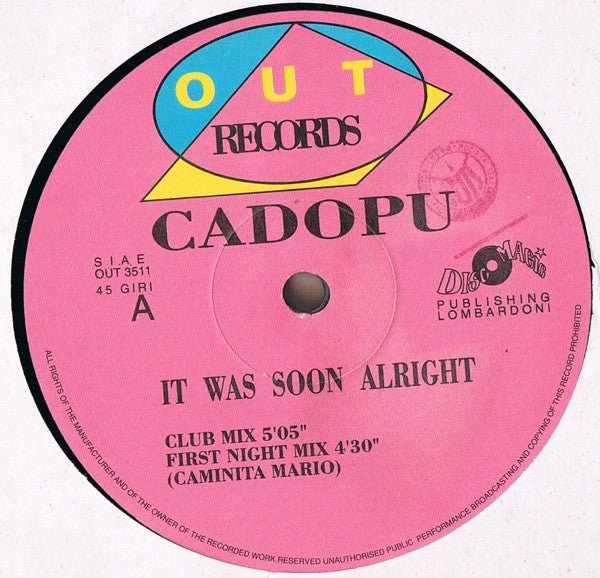 OUT
RECORDS
CADOPU
S I A E
OUT 3511
45 GIRI
A
DISCOMAGIC
PUBLISHING
LOMBARDONI
IT WAS SOON ALRIGHT
CLUB MIX 5'05"
FIRST NIGHT MIX 4'30"
(CAMINITA MARIO)
ALL RIGHTS OF THE MANUFACTURER AND OF THE OWNER OF THE RECORDED WORK RESERVED UNAUTHORISED PUBLIC PERFORMANCE BROADCASTING AND COPYING OF THIS RECORD PROHIBITED